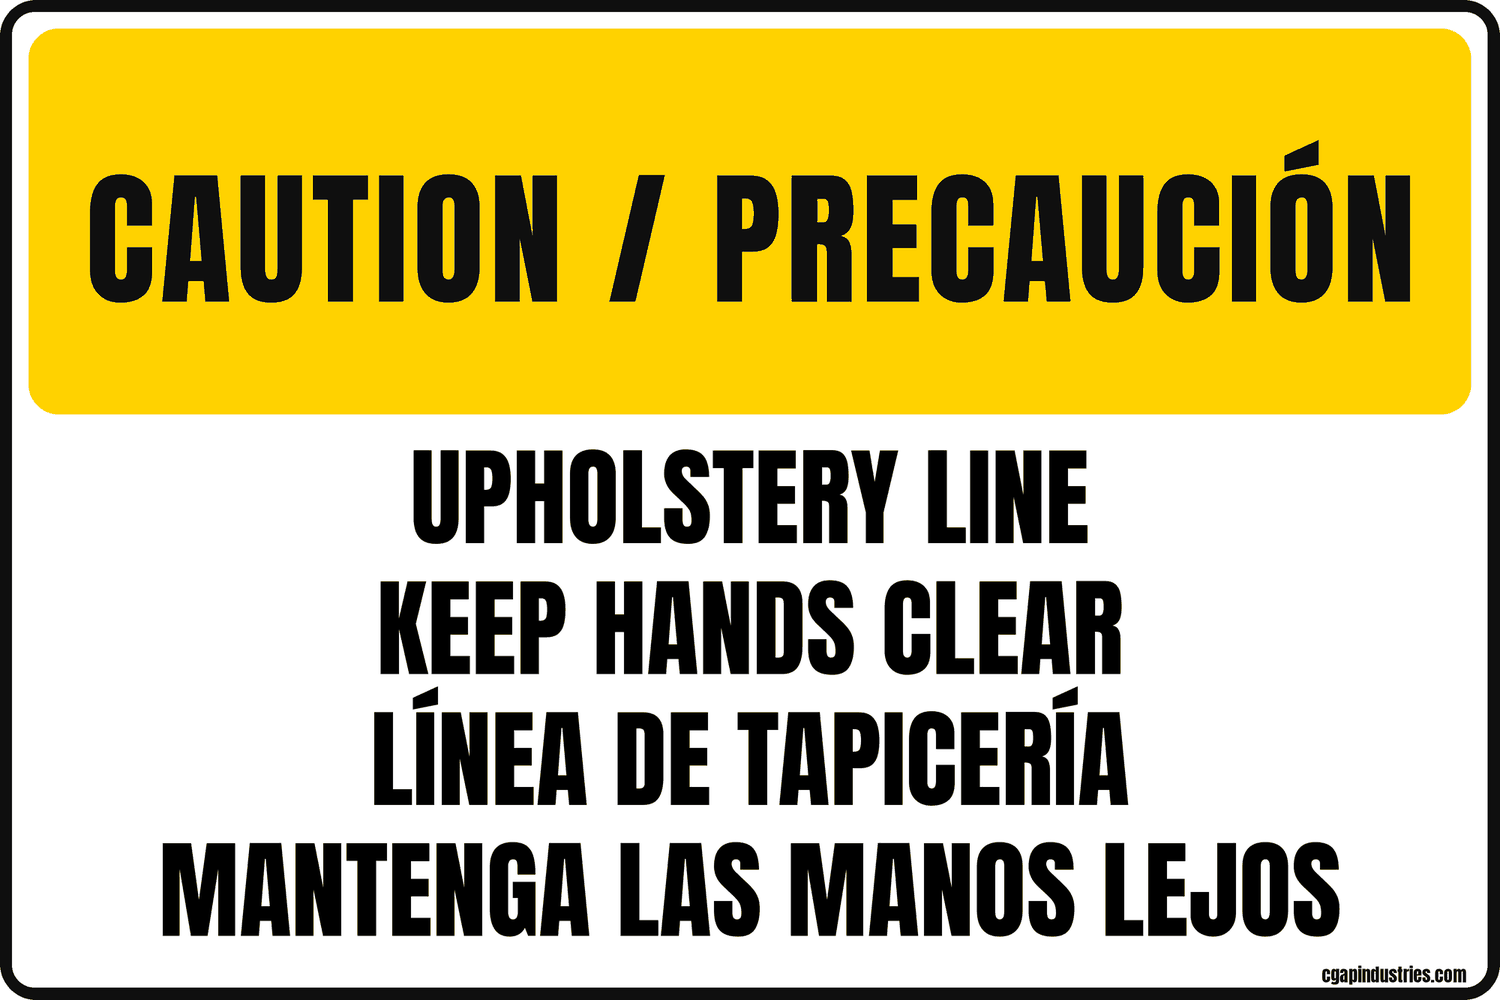 CAUTION / PRECAUCIÓN
UPHOLSTERY LINE
KEEP HANDS CLEAR
LÍNEA DE TAPICERÍA
MANTENGA LAS MANOS LEJOS
cgapindustries.com